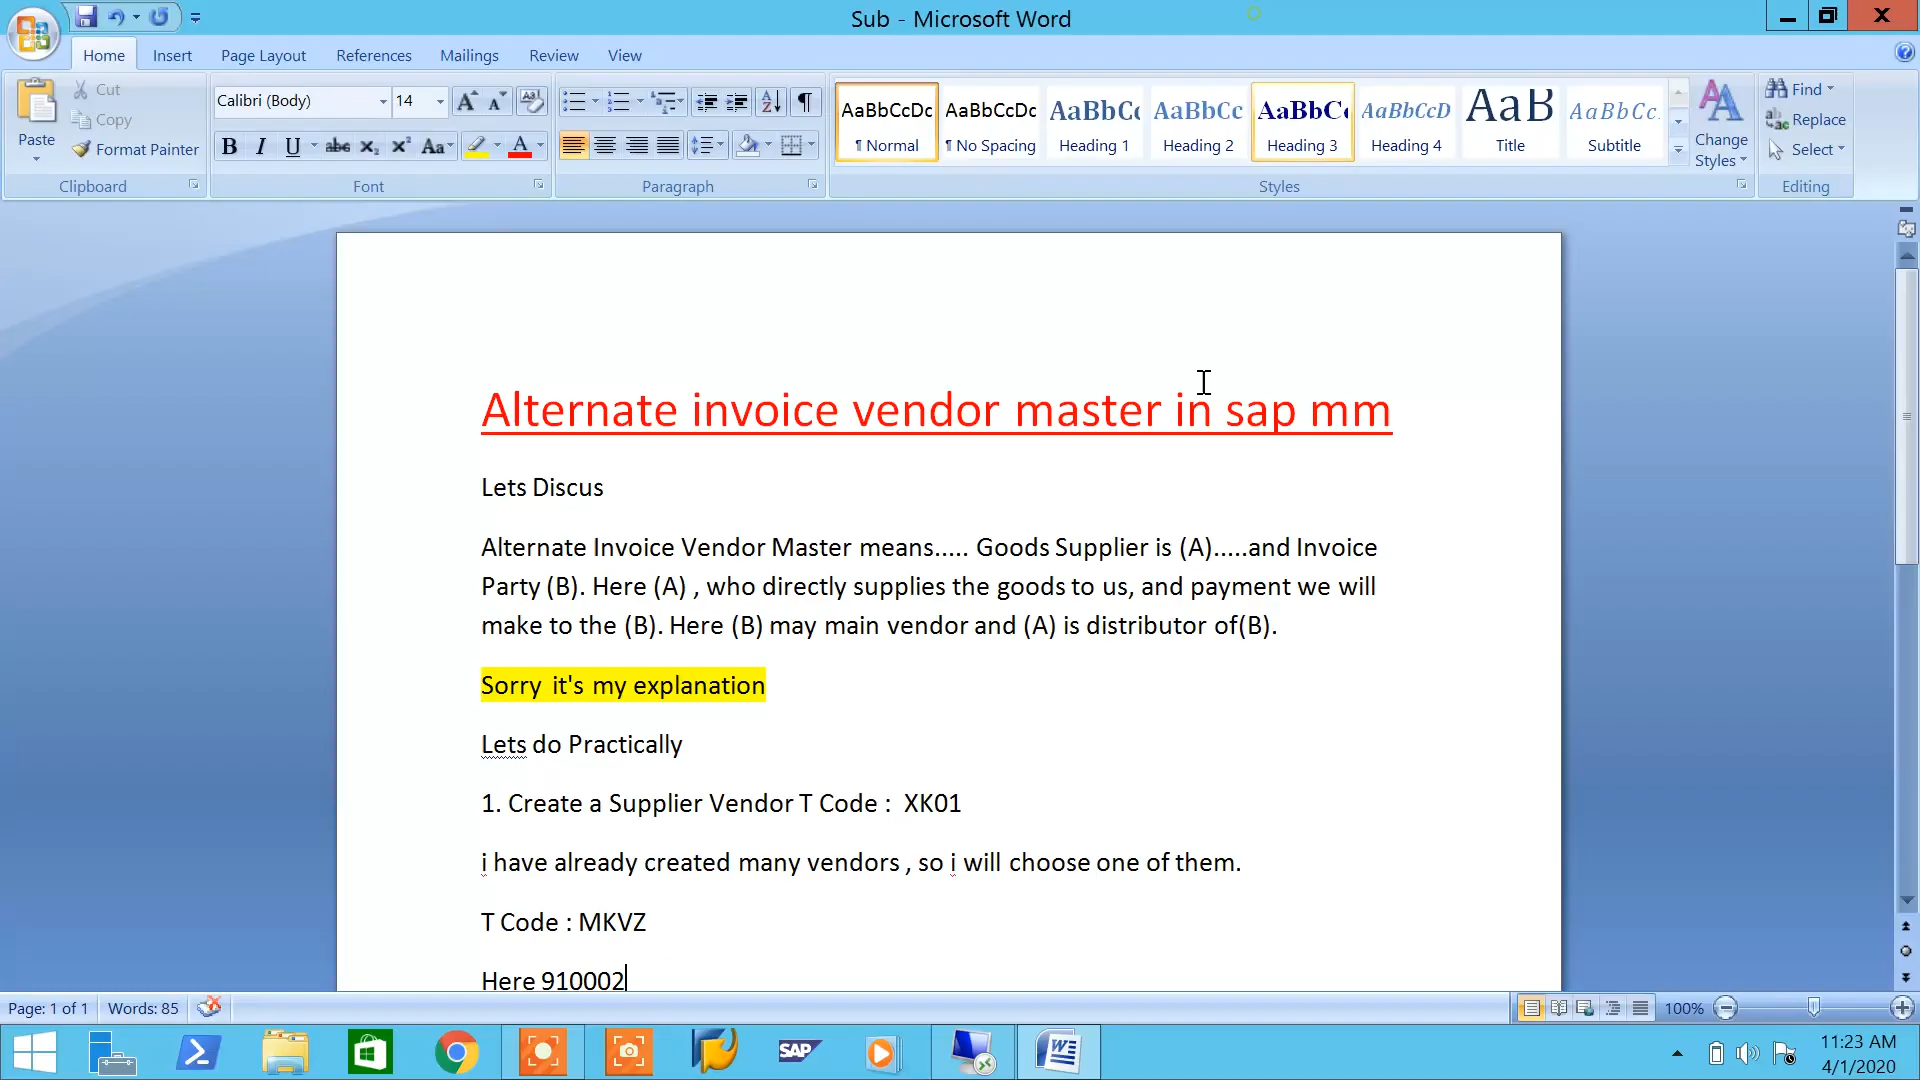 Sub - Microsoft Word
Home Insert Page Layout References Mailings Review View
Paste
Cut
Copy
Format Painter
Clipboard
Calibri (Body) 14
B I U abc x₂ x² Aa A
Font
Paragraph
AaBbCcDc AaBbCcDc AaBbCc AaBbCc AaBbCc AaBbCcD AaB AaBbCc.
¶ Normal ¶ No Spacing Heading 1 Heading 2 Heading 3 Heading 4 Title Subtitle
Change Styles
Styles
Find
Replace
Select
Editing
Alternate invoice vendor master in sap mm
Lets Discus
Alternate Invoice Vendor Master means..... Goods Supplier is (A).....and Invoice
Party (B). Here (A) , who directly supplies the goods to us, and payment we will
make to the (B). Here (B) may main vendor and (A) is distributor of(B).
Sorry it's my explanation
Lets do Practically
1. Create a Supplier Vendor T Code : XK01
i have already created many vendors , so i will choose one of them.
T Code : MKVZ
Here 910002
Page: 1 of 1 Words: 85 100%
SAP
11:23 AM
4/1/2020